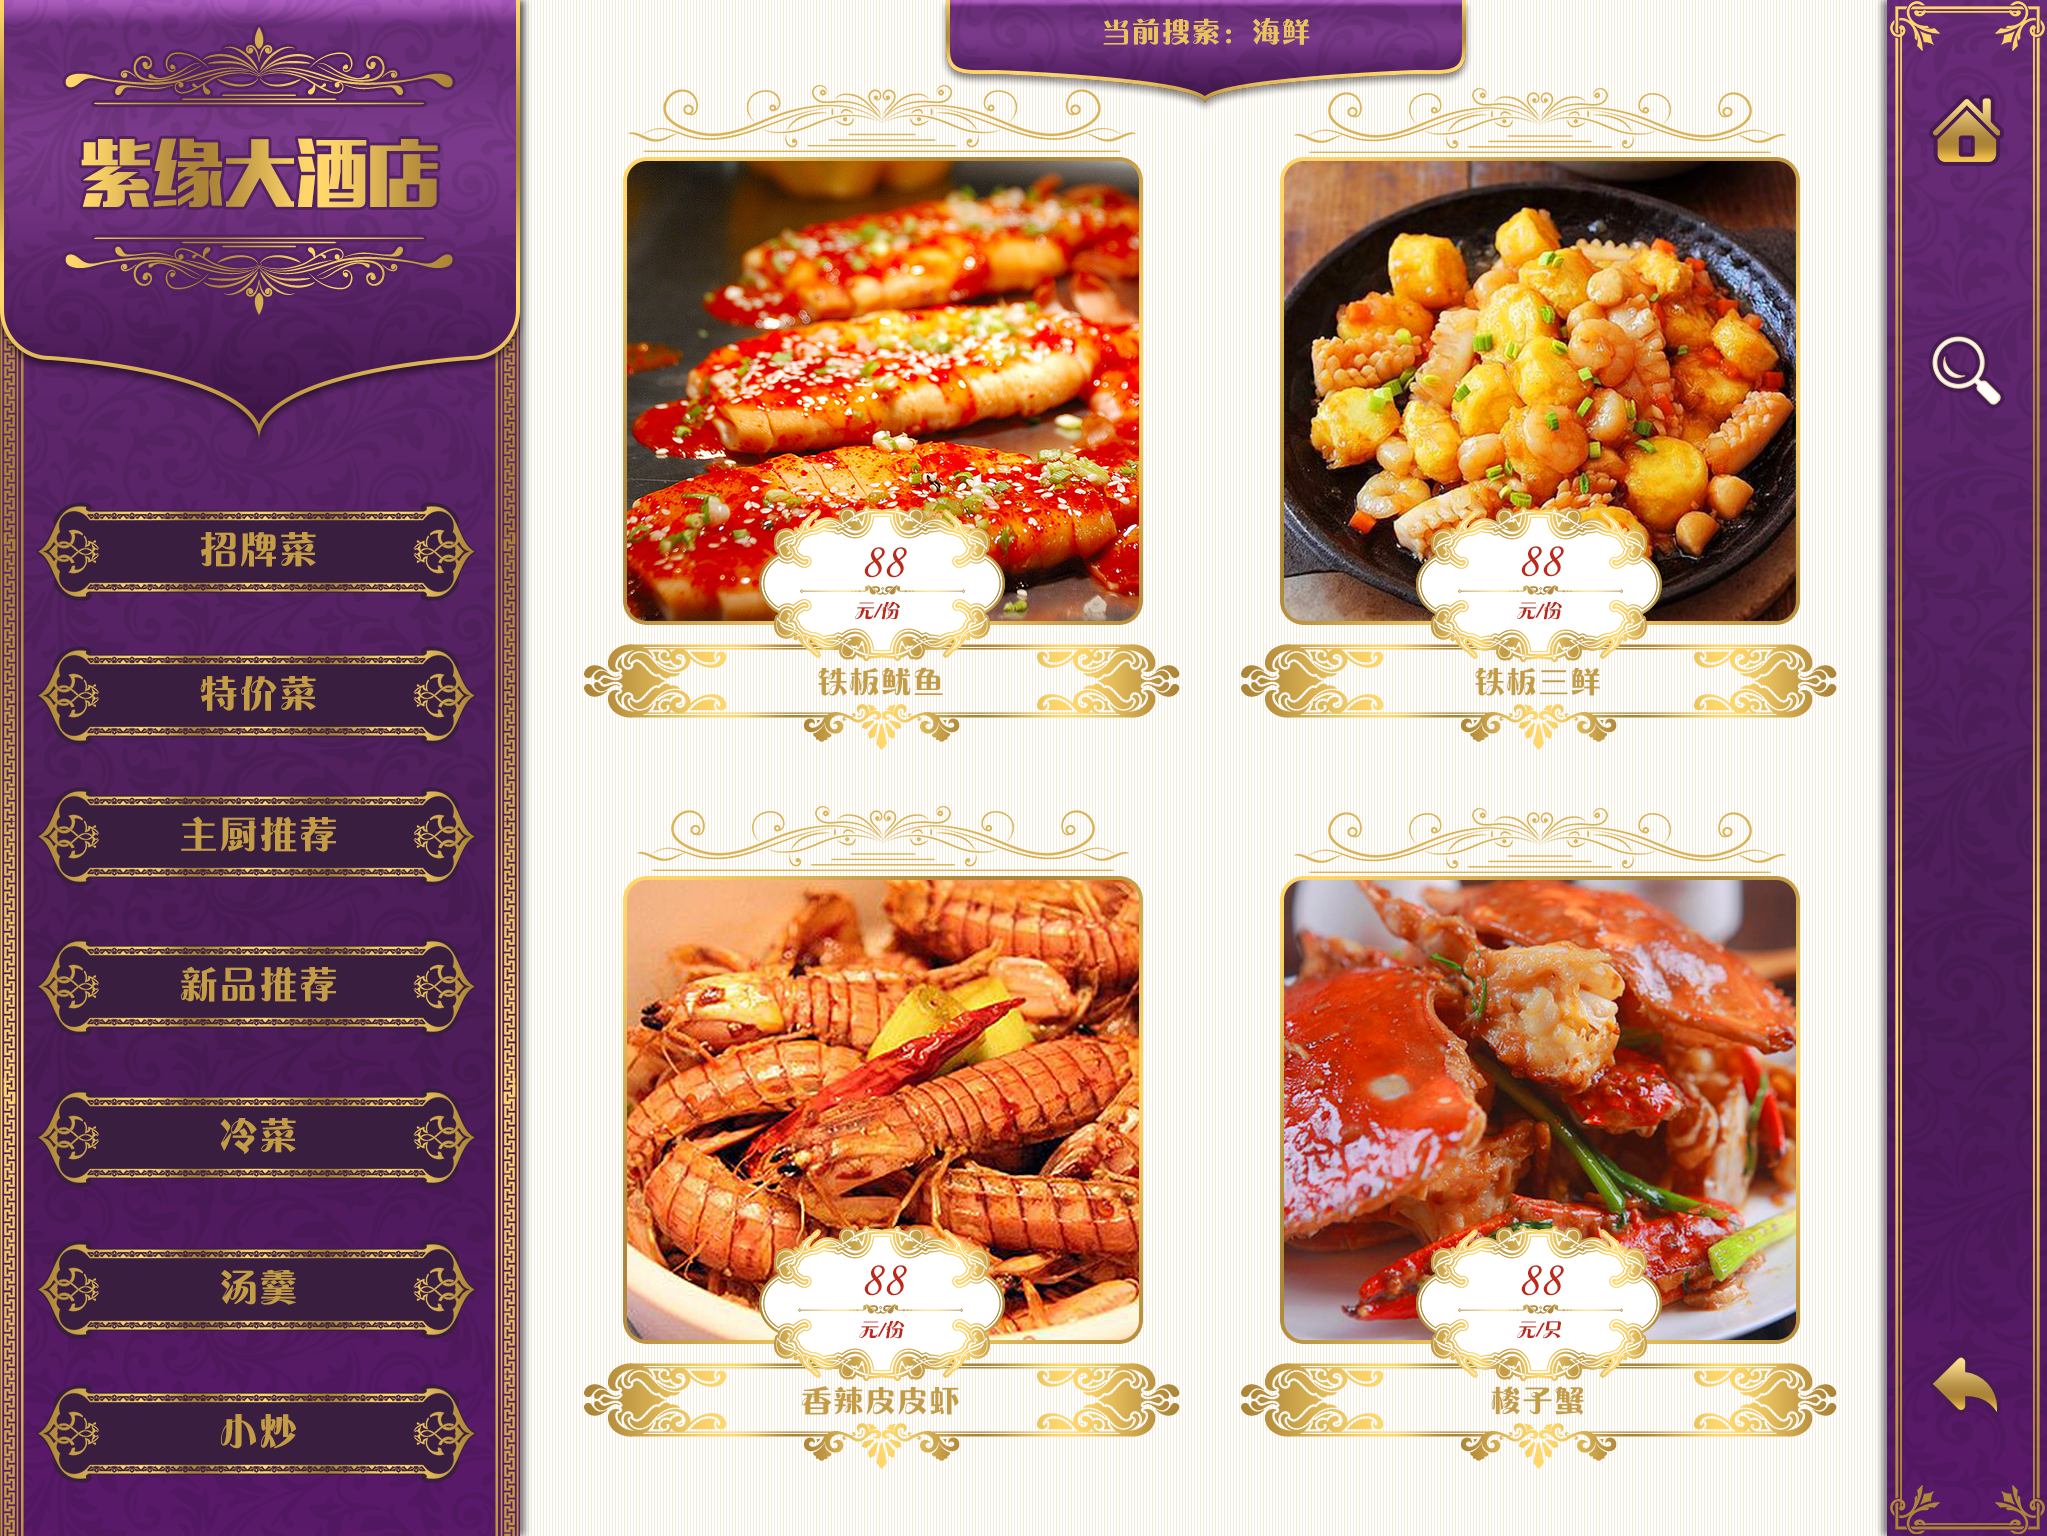 紫缘大酒店
招牌菜
特价菜
主厨推荐
新品推荐
冷菜
汤羹
小炒
当前搜索：海鲜
88
元/份
铁板鱿鱼
88
元/份
铁板三鲜
88
元/份
香辣皮皮虾
88
元/只
梭子蟹